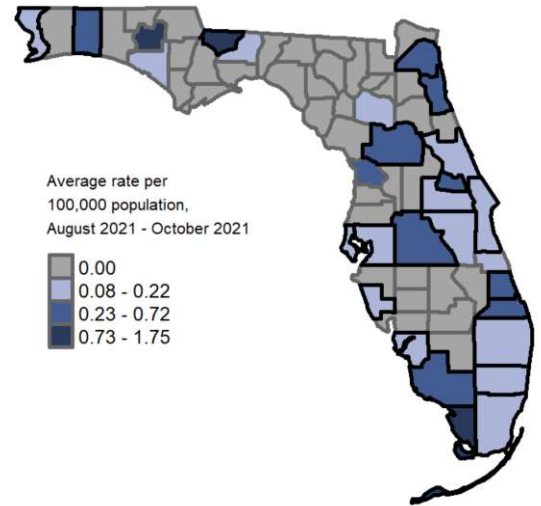 Average rate per
100,000 population,
August 2021 - October 2021
0.00
0.08 - 0.22
0.23 - 0.72
0.73 - 1.75